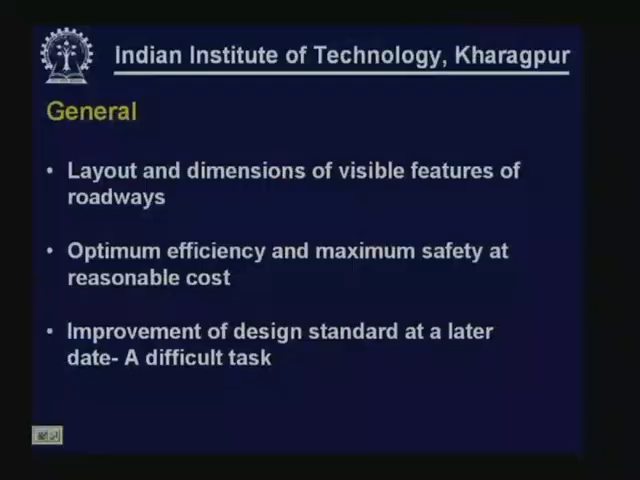 Indian Institute of Technology, Kharagpur
General
• Layout and dimensions of visible features of
roadways
• Optimum efficiency and maximum safety at
reasonable cost
• Improvement of design standard at a later
date- A difficult task